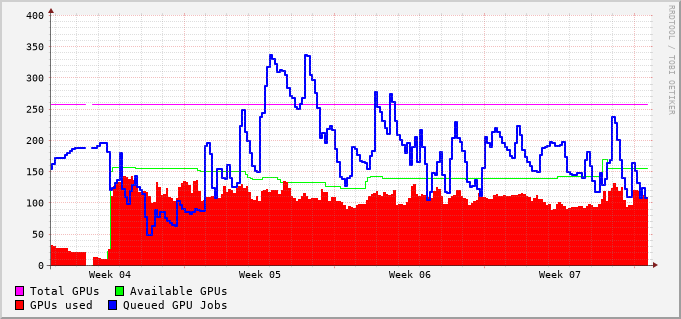 400
350
300
250
200
150
100
50
0
Week 04 Week 05 Week 06 Week 07
Total GPUs Available GPUs
GPUs used Queued GPU Jobs
RRDTOOL / TOBI OETIKER